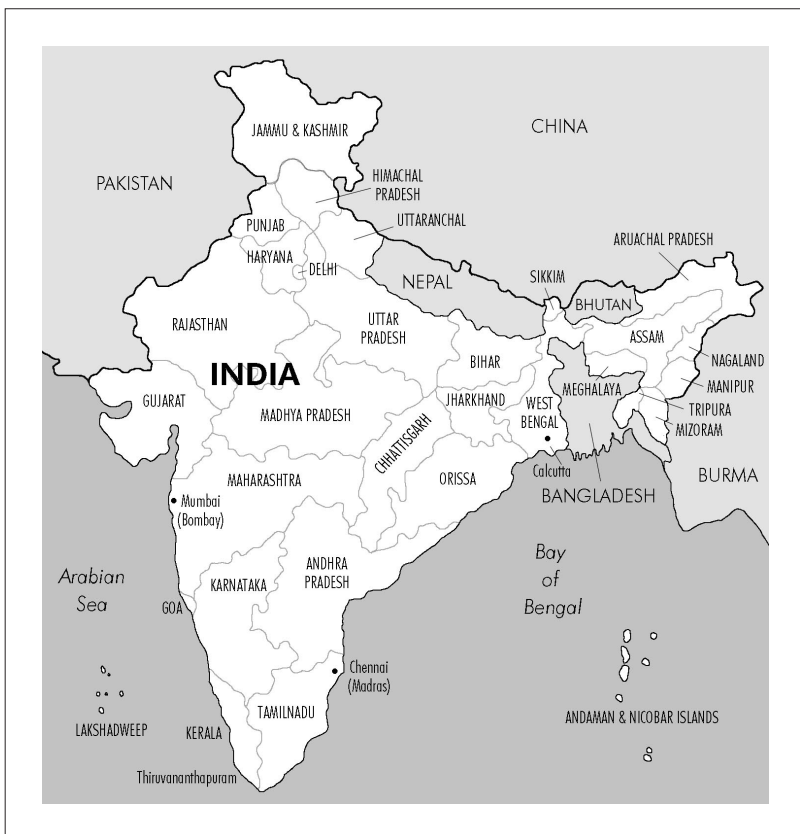 JAMMU & KASHMIR
CHINA
PAKISTAN
HIMACHAL
PRADESH
PUNJAB
UTTARANCHAL
HARYANA
DELHI
ARUACHAL PRADESH
NEPAL
SIKKIM
BHUTAN
RAJASTHAN
UTTAR
PRADESH
ASSAM
BIHAR
NAGALAND
INDIA
MEGHALAYA
MANIPUR
GUJARAT
MADHYA PRADESH
JHARKHAND
WEST
BENGAL
TRIPURA
MIZORAM
CHHATTISGARH
Calcutta
MAHARASHTRA
ORISSA
BANGLADESH
BURMA
Mumbai
(Bombay)
Arabian
Sea
KARNATAKA
ANDHRA
PRADESH
Bay
of
Bengal
GOA
Chennai
(Madras)
LAKSHADWEEP
KERALA
TAMILNADU
ANDAMAN & NICOBAR ISLANDS
Thiruvananthapuram